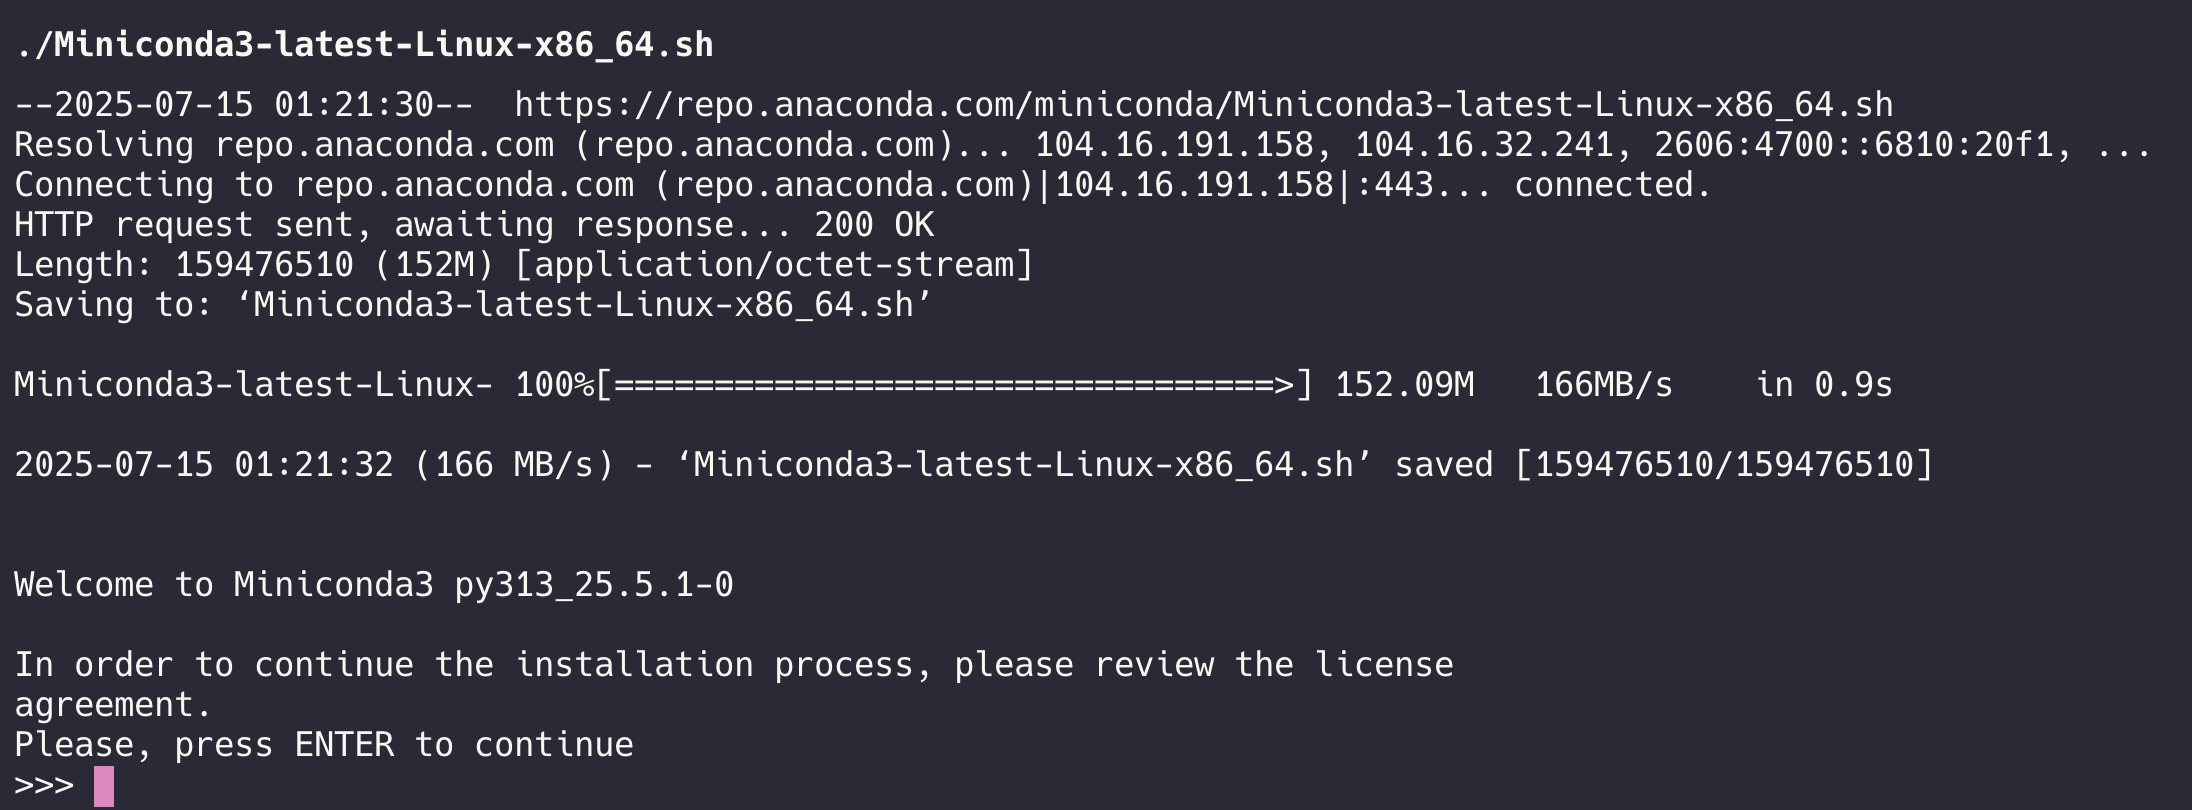 ./Miniconda3-latest-Linux-x86_64.sh
--2025-07-15 01:21:30--  https://repo.anaconda.com/miniconda/Miniconda3-latest-Linux-x86_64.sh
Resolving repo.anaconda.com (repo.anaconda.com)... 104.16.191.158, 104.16.32.241, 2606:4700::6810:20f1, ...
Connecting to repo.anaconda.com (repo.anaconda.com)|104.16.191.158|:443... connected.
HTTP request sent, awaiting response... 200 OK
Length: 159476510 (152M) [application/octet-stream]
Saving to: ‘Miniconda3-latest-Linux-x86_64.sh’
Miniconda3-latest-Linux- 100%[=================================>] 152.09M   166MB/s    in 0.9s
2025-07-15 01:21:32 (166 MB/s) - ‘Miniconda3-latest-Linux-x86_64.sh’ saved [159476510/159476510]
Welcome to Miniconda3 py313_25.5.1-0
In order to continue the installation process, please review the license
agreement.
Please, press ENTER to continue
>>>